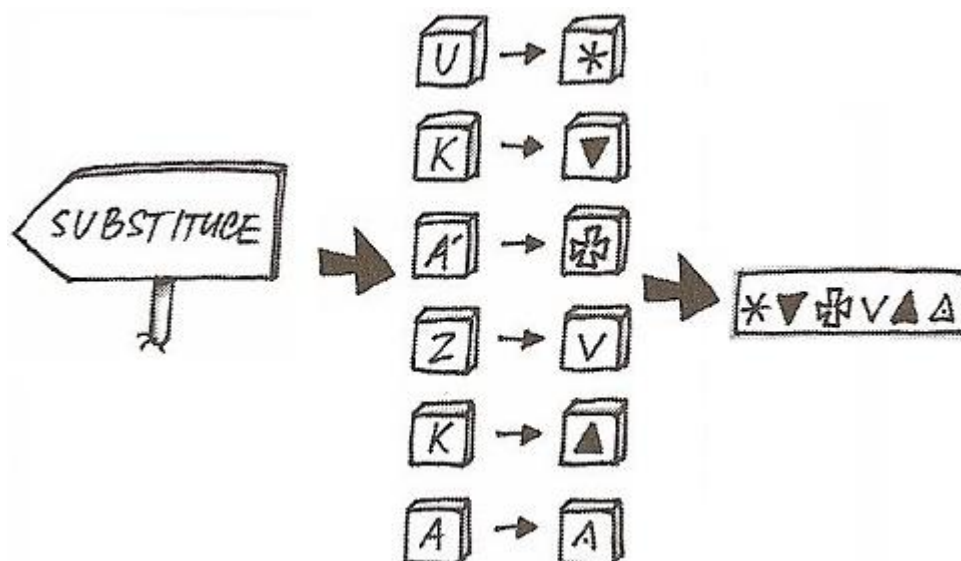 SUBSTITUCE
U → *
K → ▼
Á → ✠
Z → V
K → ▲
A → A
* ▼ ✠ V ▲ A